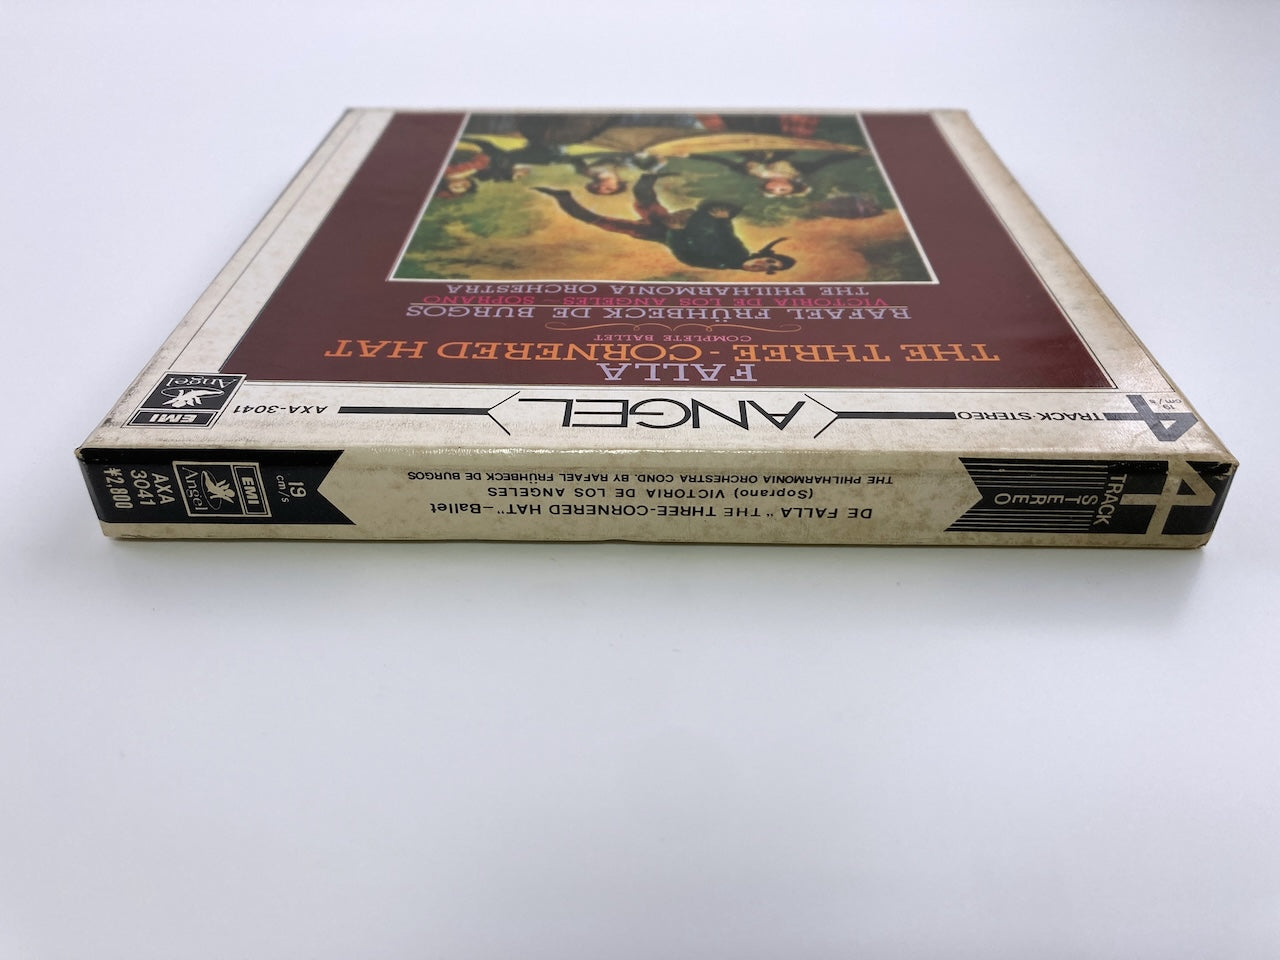 4
TRACK-STEREO
19
cm/s
ANGEL
AXA-3041
EMI
Angel
FALLA
THE THREE-CORNERED HAT
COMPLETE BALLET
RAFAEL FRÜHBECK DE BURGOS
VICTORIA DE LOS ANGELES - SOPRANO
THE PHILHARMONIA ORCHESTRA
4
TRACK
STEREO
DE FALLA "THE THREE-CORNERED HAT"—Ballet
(Soprano) VICTORIA DE LOS ANGELES
THE PHILHARMONIA ORCHESTRA COND. BY RAFAEL FRUHBECK DE BURGOS
19
cm/s
EMI
Angel
AXA
3041
¥2,800